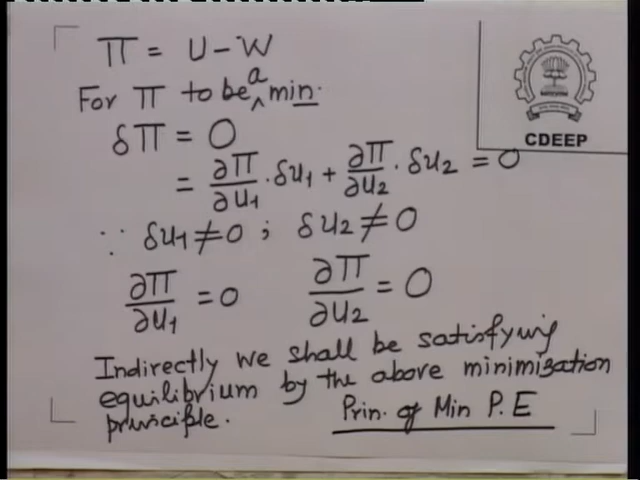 Π = U - W
For Π to be a min.
δΠ = 0
= ∂Π/∂u1 · δu1 + ∂Π/∂u2 · δu2 = 0
∵ δu1 ≠ 0 ; δu2 ≠ 0
∂Π/∂u1 = 0 ∂Π/∂u2 = 0
Indirectly we shall be satisfying
equilibrium by the above minimization
principle. Prin. of Min P.E
CDEEP